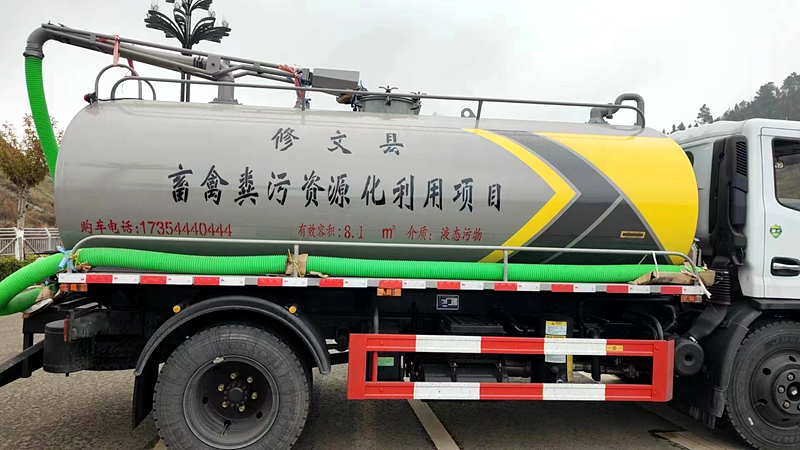 修文县
畜禽粪污资源化利用项目
购车电话:17354440444
有效容积:8.1 m³ 介质:液态污物